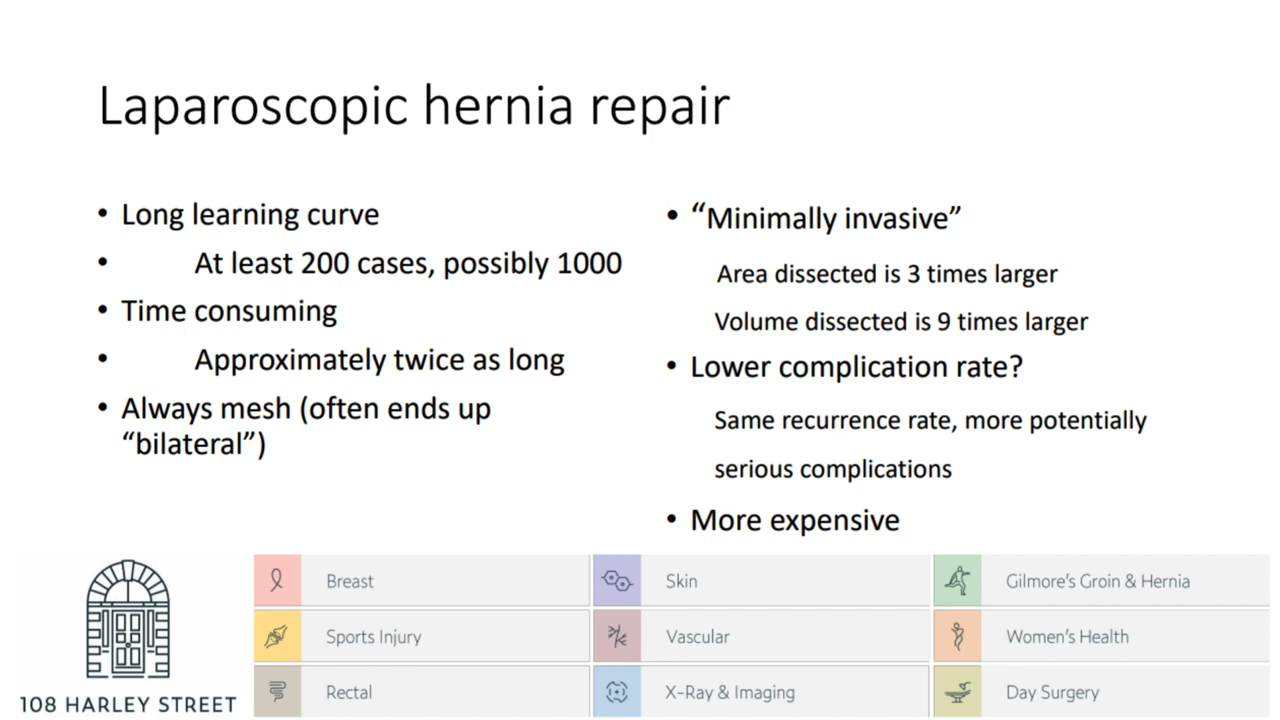 Laparoscopic hernia repair
• Long learning curve
• At least 200 cases, possibly 1000
• Time consuming
• Approximately twice as long
• Always mesh (often ends up
“bilateral”)
• “Minimally invasive”
Area dissected is 3 times larger
Volume dissected is 9 times larger
• Lower complication rate?
Same recurrence rate, more potentially
serious complications
• More expensive
108 HARLEY STREET
Breast
Skin
Gilmore’s Groin & Hernia
Sports Injury
Vascular
Women’s Health
Rectal
X-Ray & Imaging
Day Surgery